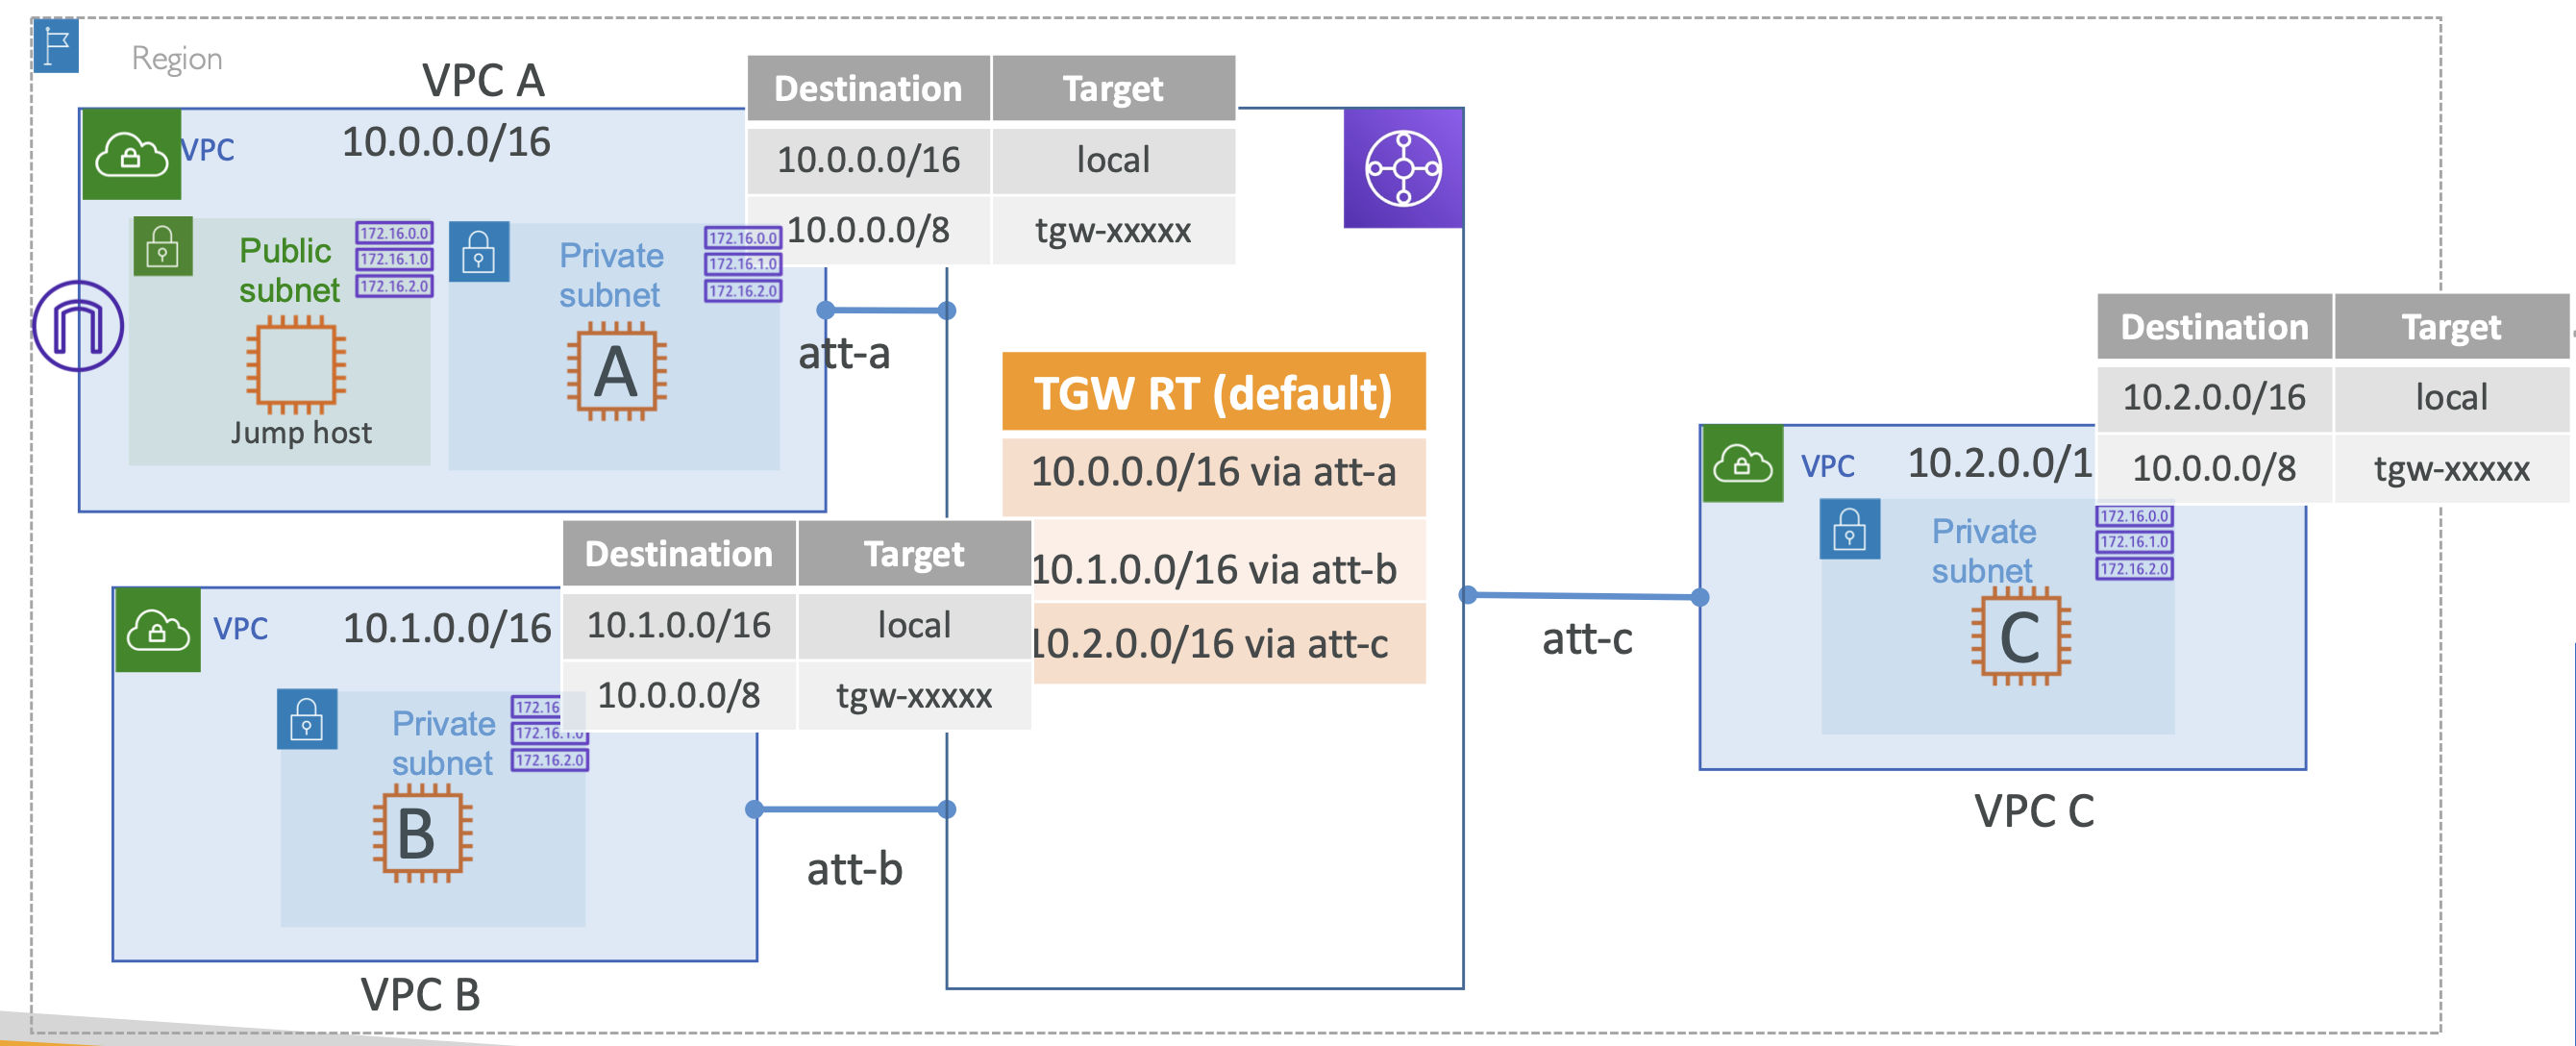 Region
VPC A
VPC
10.0.0.0/16
Public
subnet
172.16.0.0
172.16.1.0
172.16.2.0
Jump host
Private
subnet
172.16.0.0
172.16.1.0
172.16.2.0
A
Destination Target
10.0.0.0/16 local
10.0.0.0/8 tgw-xxxxx
att-a
TGW RT (default)
10.0.0.0/16 via att-a
10.1.0.0/16 via att-b
10.2.0.0/16 via att-c
VPC
10.1.0.0/16
Destination Target
10.1.0.0/16 local
10.0.0.0/8 tgw-xxxxx
Private
subnet
172.16
172.16.1.0
172.16.2.0
B
att-b
VPC B
att-c
Destination Target
10.2.0.0/16 local
10.0.0.0/8 tgw-xxxxx
VPC
10.2.0.0/1
Private
subnet
172.16.0.0
172.16.1.0
172.16.2.0
C
VPC C